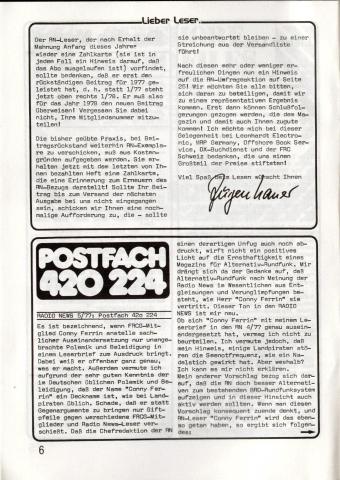 Lieber Leser
Der RN-Leser, der nach Erhalt der
Mahnung Anfang dieses Jahres
wieder eine Zahlkarte (sie ist in
jedem Fall ein Hinweis darauf, daß
das Abo ausgelaufen ist) vorfindet,
sollte bedenken, daß er erst den
rückständigen Beitrag für 1977 ge-
leistet hat, d. h. statt 1/77 steht
jetzt oben rechts 1/78. Er muß also
für das Jahr 1978 den neuen Beitrag
überweisen! Vergessen Sie dabei
nicht, Ihre Mitgliedsnummer mitzu-
teilen!
Die bisher geübte Praxis, bei Bei-
tragsrückstand weiterhin RN-Exempla-
re zu verschicken, muß aus Kosten-
gründen aufgegeben werden. Sie er-
halten jetzt mit dem letzten von Ih-
nen bezahlten Heft eine Zahlkarte,
die eine Erinnerung zum Erneuern des
RN-Bezugs darstellt! Sollte Ihr Bei-
trag bis zum Versand der nächsten
Ausgabe bei uns nicht eingegangen
sein, schicken wir Ihnen eine noch-
malige Aufforderung zu, die - sollte
sie unbeantwortet bleiben - zu einer
Streichung aus der Versandliste
führt!
Nach diesen mehr oder weniger er-
freulichen Dingen nun ein Hinweis
auf die RN-Umfrageaktion auf Seite
25! Wir möchten Sie alle bitten,
sich daran zu beteiligen, damit wir
zu einem repräsentativen Ergebnis
kommen. Erst dann können Schlußfol-
gerungen gezogen werden, die dem Ma-
gazin und damit auch Ihnen zugute
kommen! Ich möchte mich bei dieser
Gelegenheit bei Leonhardt Electro-
nic, WRP Germany, Offshore Book Ser-
vice, DX-Buchdienst und der FRC
Schweiz bedanken, die uns einen
Großteil der Preise stifteten!
Viel Spaß beim Lesen wünscht Ihnen
POSTFACH
420 224
RADIO NEWS 5/77: Postfach 42o 224
Es ist bezeichnend, wenn FRCS-Mit-
glied Conny Ferrin anstelle sach-
licher Auseinandersetzung nur unange-
brachte Polemik und Beleidigung in
einem Leserbrief zum Ausdruck bringt.
Dabei weiß er offenbar ganz genau,
was er macht. Außerdem vermute ich
aufgrund der sehr guten Kenntnis der
im Deutschen üblichen Polemik und Be-
leidigung, daß der Name "Conny Fer-
rin" ein Deckname ist, wie bei Land-
piraten üblich. Schade, daß er statt
Gegenargumente zu bringen nur Gift-
pfeile gegen verschiedene FRCS-Mit-
glieder und Radio News-Leser ver-
schießt. Daß die Chefredaktion der RN
einen derartigen Unfug auch noch ab-
druckt, wirft nicht ein positives
Licht auf die Ernsthaftigkeit eines
Magazins für Alternativ-Rundfunk. Mir
drängt sich da der Gedanke auf, daß
Alternativ-Rundfunk nach Meinung der
Radio News im Wesentlichen aus Ent-
gleisungen und Verunglimpfungen be-
steht, wie Herr "Conny Ferrin" sie
vertritt. Dieser Ton in den RADIO
NEWS ist mir neu.
Ob sich "Conny Ferrin" mit meinem Le-
serbrief in den RN 4/77 genau ausein-
andergesetzt hat, vermag ich nicht zu
beurteilen. Ich vermute jedoch, daß
mein Hinweis, einige Landpiraten stö-
ren die Seenotfrequenz, wie ein Na-
delstich gewirkt hat. Aber weshalb?
Ich kann es mir nicht erklären.
Mein anderer Vorschlag bezog sich dar-
auf, daß die RN doch besser Alternati-
ven zum bestehenden ARD-Rundfunksystem
aufzeigen und in dieser Hinsicht auch
aktiv werden sollten. Wenn man diesen
Vorschlag konsequent zuende denkt, und
RN-Leser "Conny Ferrin" wird das eben-
so getan haben, so ergibt sich folgen-
des:
6